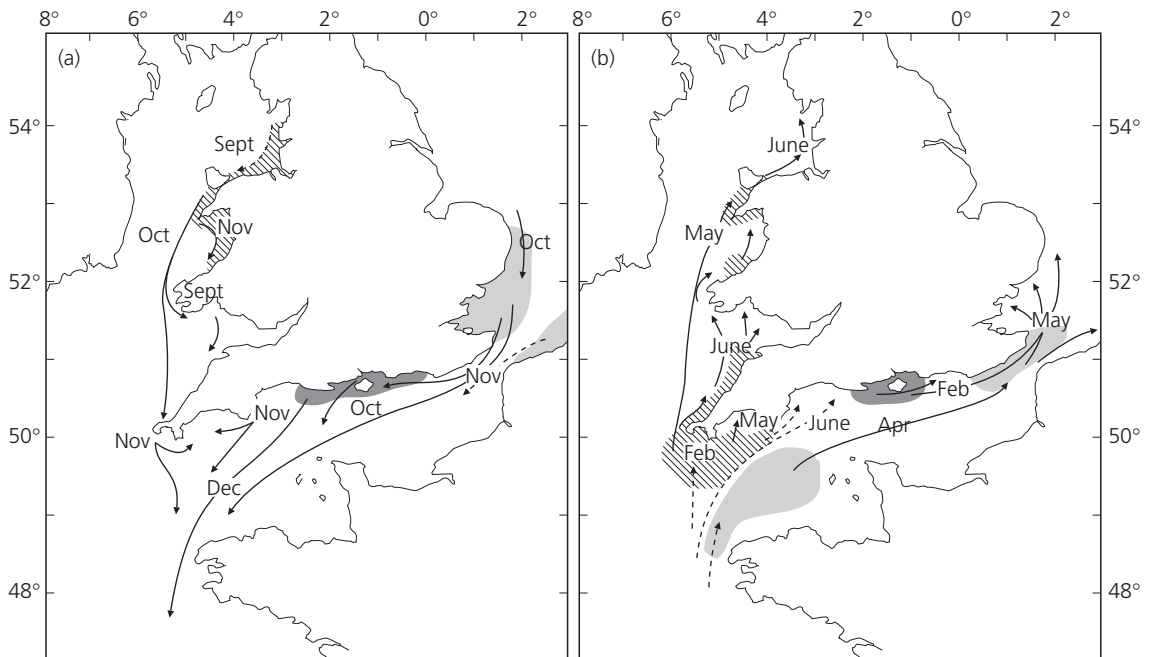 8° 6° 4° 2° 0° 2° 8° 6° 4° 2° 0° 2°
(a) (b)
54° 54°
Sept June
Oct Nov Oct May
52° 52°
Sept May
June
Nov Feb
Nov Oct May June Apr
Nov 50° Feb 50°
Dec
48° 48°